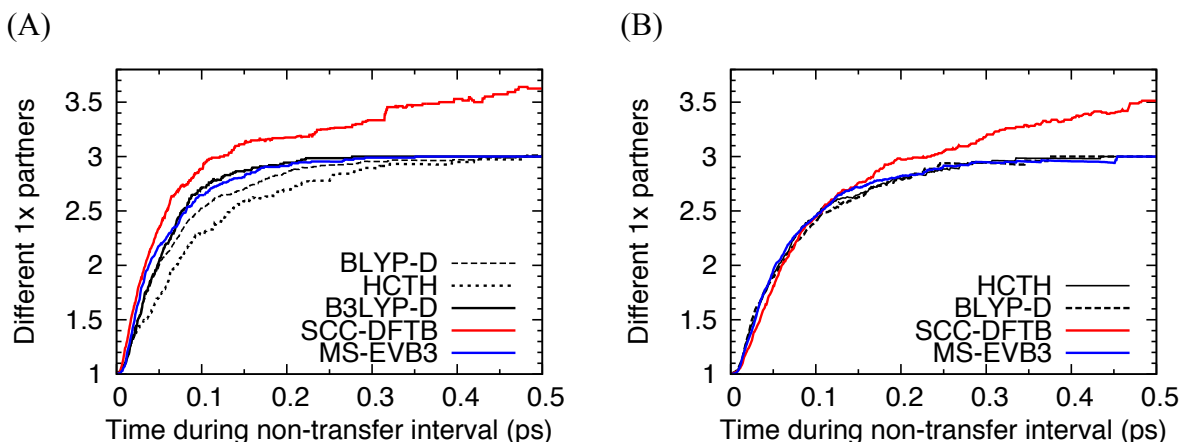 (A)
Different 1x partners
3.5
3
2.5
2
1.5
1
0
0.1
0.2
0.3
0.4
0.5
Time during non-transfer interval (ps)
BLYP-D
HCTH
B3LYP-D
SCC-DFTB
MS-EVB3
(B)
Different 1x partners
3.5
3
2.5
2
1.5
1
0
0.1
0.2
0.3
0.4
0.5
Time during non-transfer interval (ps)
HCTH
BLYP-D
SCC-DFTB
MS-EVB3